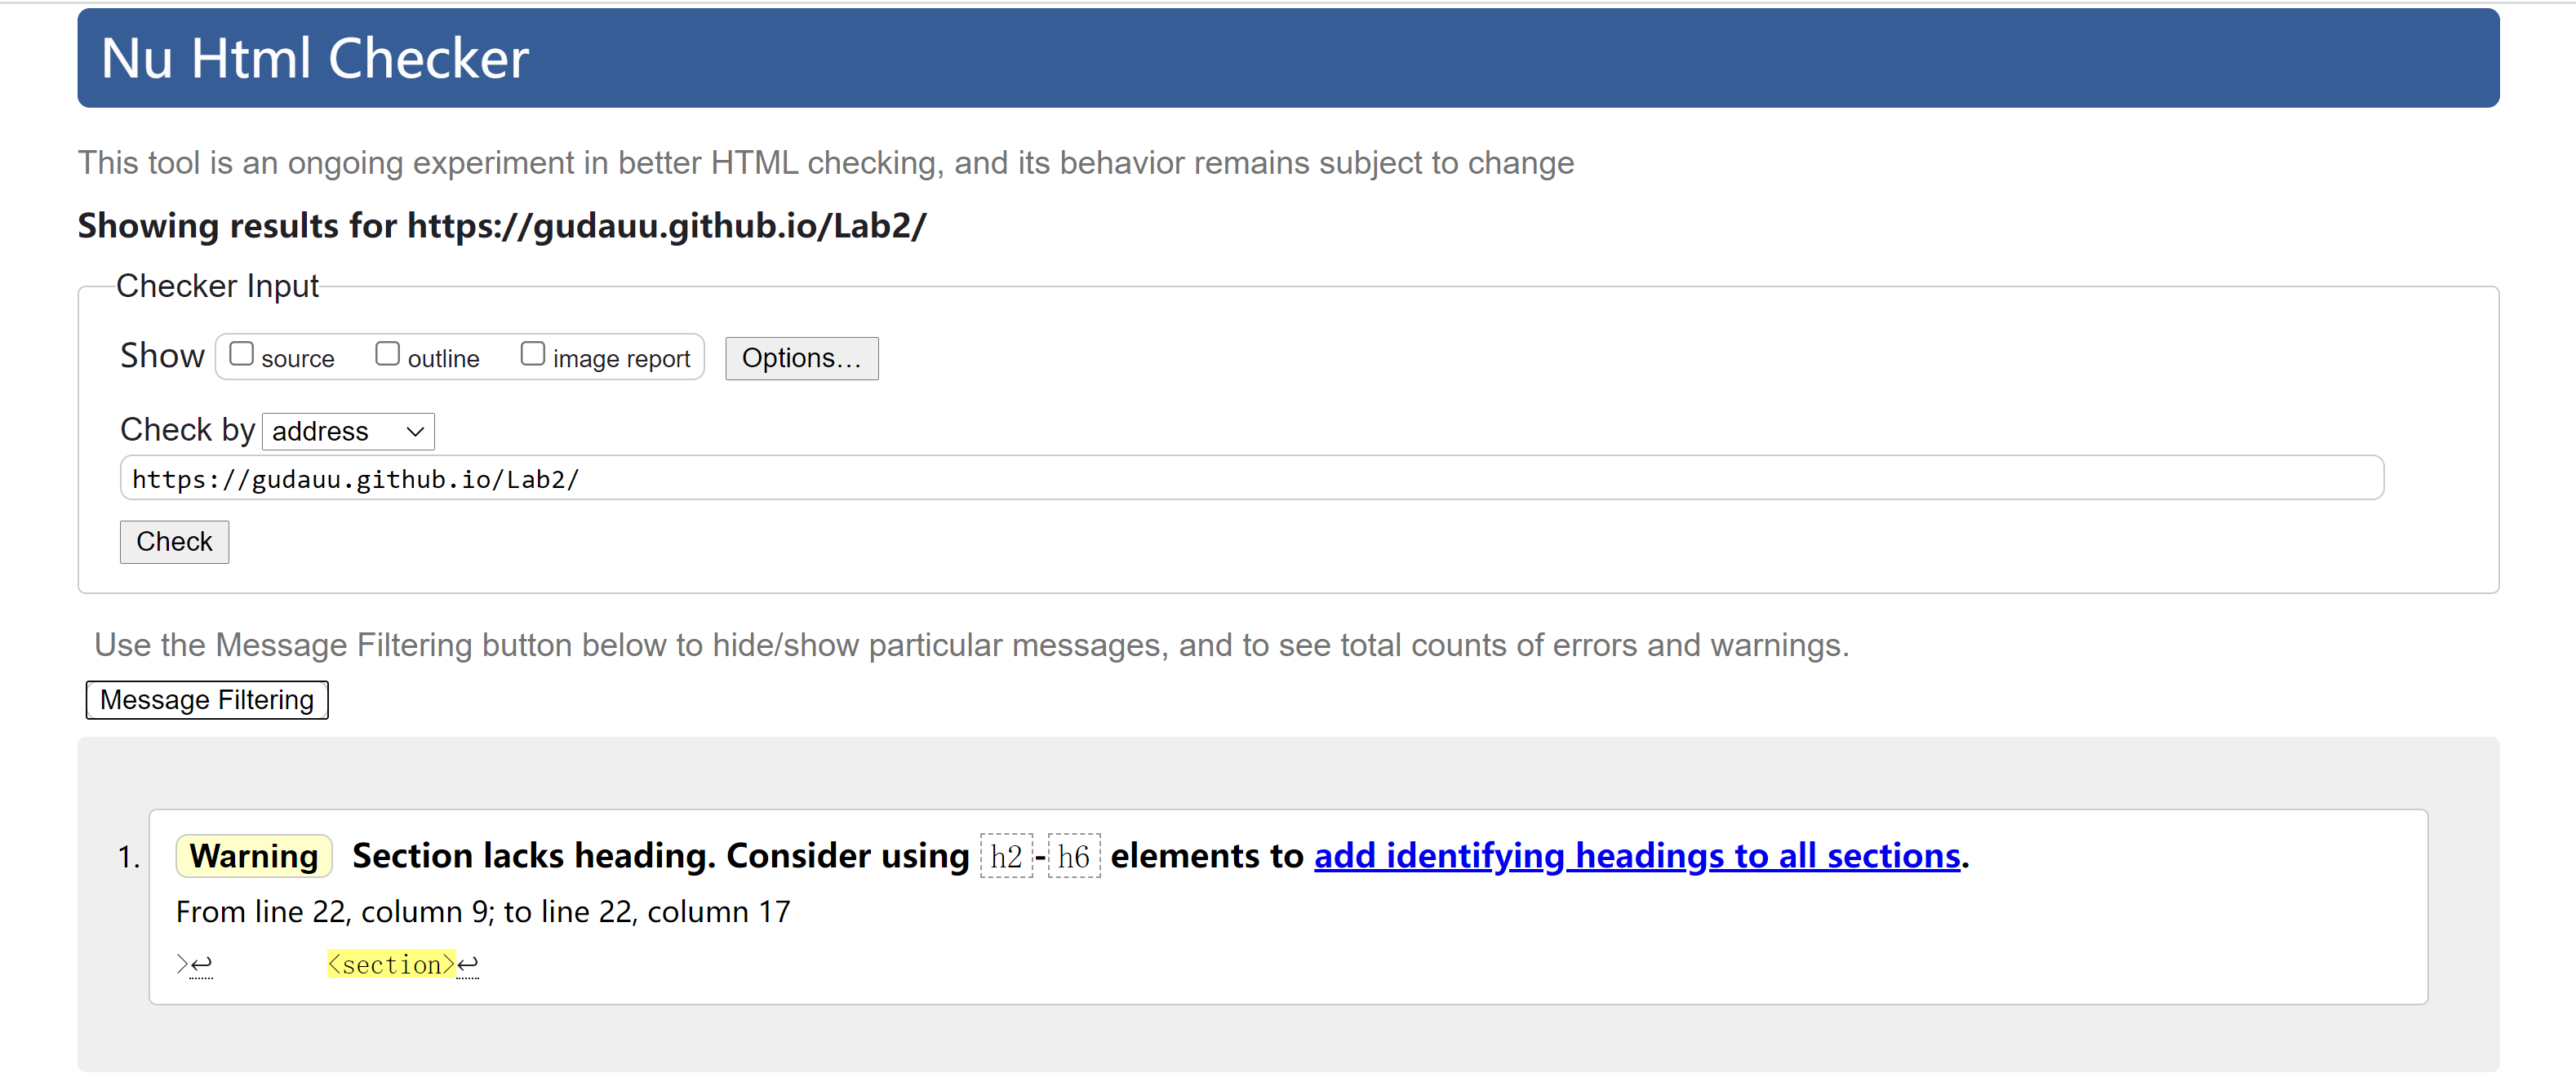 Nu Html Checker
This tool is an ongoing experiment in better HTML checking, and its behavior remains subject to change
Showing results for https://gudauu.github.io/Lab2/
Checker Input
Show source outline image report Options...
Check by address
https://gudauu.github.io/Lab2/
Check
Use the Message Filtering button below to hide/show particular messages, and to see total counts of errors and warnings.
Message Filtering
1. Warning Section lacks heading. Consider using h2-h6 elements to add identifying headings to all sections.
From line 22, column 9; to line 22, column 17
>↩ <section>↩